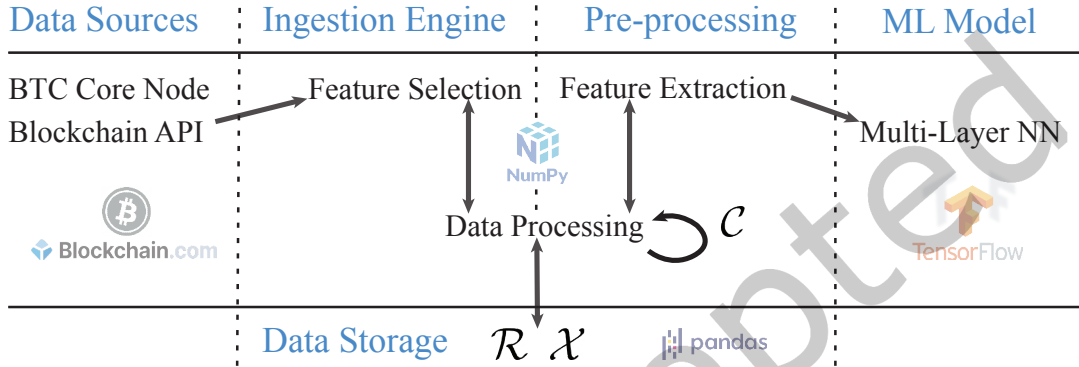 Data Sources Ingestion Engine Pre-processing ML Model
BTC Core Node Feature Selection Feature Extraction
Blockchain API Multi-Layer NN
NumPy
Data Processing C
Blockchain.com TensorFlow
Data Storage R X pandas
pted